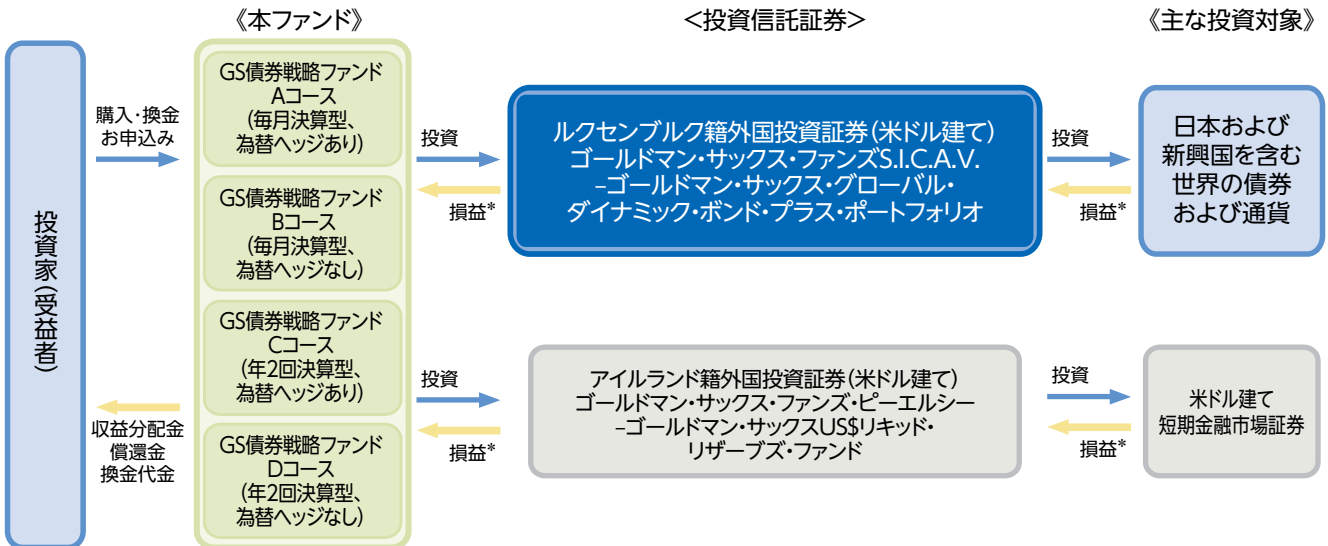 《本ファンド》
<投資信託証券>
《主な投資対象》
投資家(受益者)
購入・換金
お申込み
収益分配金
償還金
換金代金
GS債券戦略ファンド
Aコース
(毎月決算型、
為替ヘッジあり)
GS債券戦略ファンド
Bコース
(毎月決算型、
為替ヘッジなし)
GS債券戦略ファンド
Cコース
(年2回決算型、
為替ヘッジあり)
GS債券戦略ファンド
Dコース
(年2回決算型、
為替ヘッジなし)
投資
損益*
ルクセンブルク籍外国投資証券(米ドル建て)
ゴールドマン・サックス・ファンズS.I.C.A.V.
–ゴールドマン・サックス・グローバル・
ダイナミック・ボンド・プラス・ポートフォリオ
投資
損益*
日本および
新興国を含む
世界の債券
および通貨
投資
損益*
アイルランド籍外国投資証券(米ドル建て)
ゴールドマン・サックス・ファンズ・ピーエルシー
–ゴールドマン・サックスUS$リキッド・
リザーブズ・ファンド
投資
損益*
米ドル建て
短期金融市場証券